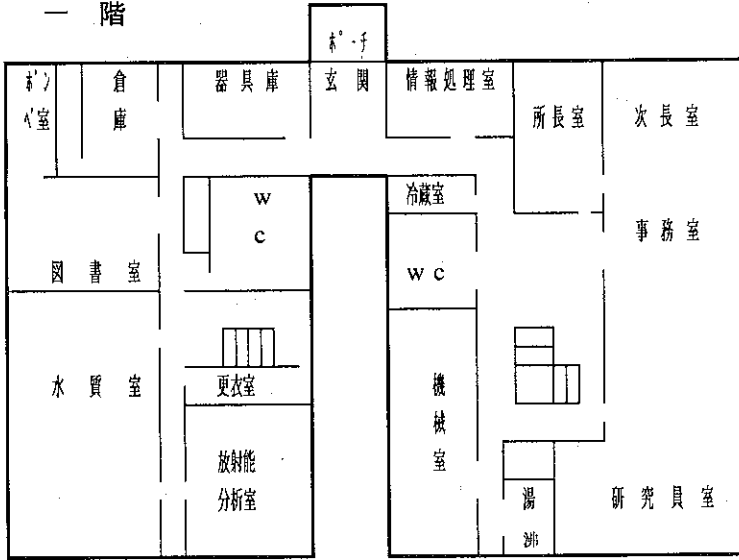 一階
ポーチ
ボンベ室
倉庫
器具庫
玄関
情報処理室
所長室
次長室
冷蔵室
WC
事務室
図書室
WC
水質室
更衣室
機械室
放射能
分析室
湯沸
研究員室